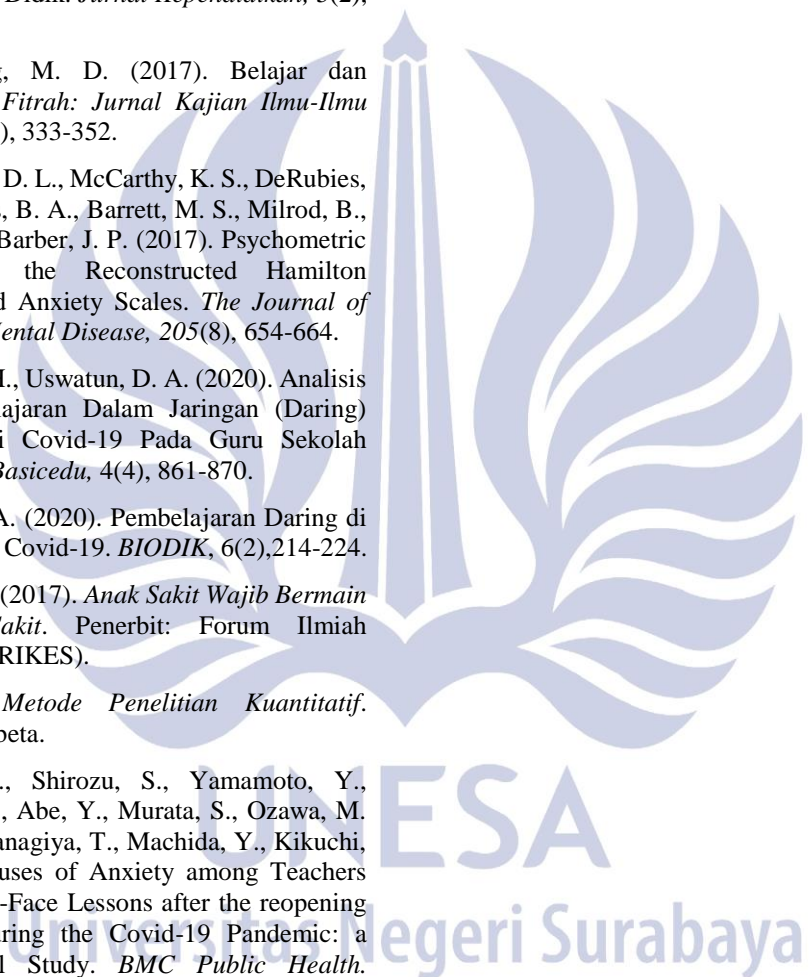 Didik. Jurnal Kependidikan, 5(2),
g, M. D. (2017). Belajar dan
Fitrah: Jurnal Kajian Ilmu-Ilmu
), 333-352.
D. L., McCarthy, K. S., DeRubies,
, B. A., Barrett, M. S., Milrod, B.,
Barber, J. P. (2017). Psychometric
the Reconstructed Hamilton
d Anxiety Scales. The Journal of
Mental Disease, 205(8), 654-664.
I., Uswatun, D. A. (2020). Analisis
lajaran Dalam Jaringan (Daring)
i Covid-19 Pada Guru Sekolah
Basicedu, 4(4), 861-870.
A. (2020). Pembelajaran Daring di
Covid-19. BIODIK, 6(2),214-224.
(2017). Anak Sakit Wajib Bermain
akit. Penerbit: Forum Ilmiah
RIKES).
Metode Penelitian Kuantitatif.
beta.
., Shirozu, S., Yamamoto, Y.,
., Abe, Y., Murata, S., Ozawa, M.
anagiya, T., Machida, Y., Kikuchi,
uses of Anxiety among Teachers
-Face Lessons after the reopening
uring the Covid-19 Pandemic: a
l Study. BMC Public Health.
UNESA
Universitas Negeri Surabaya